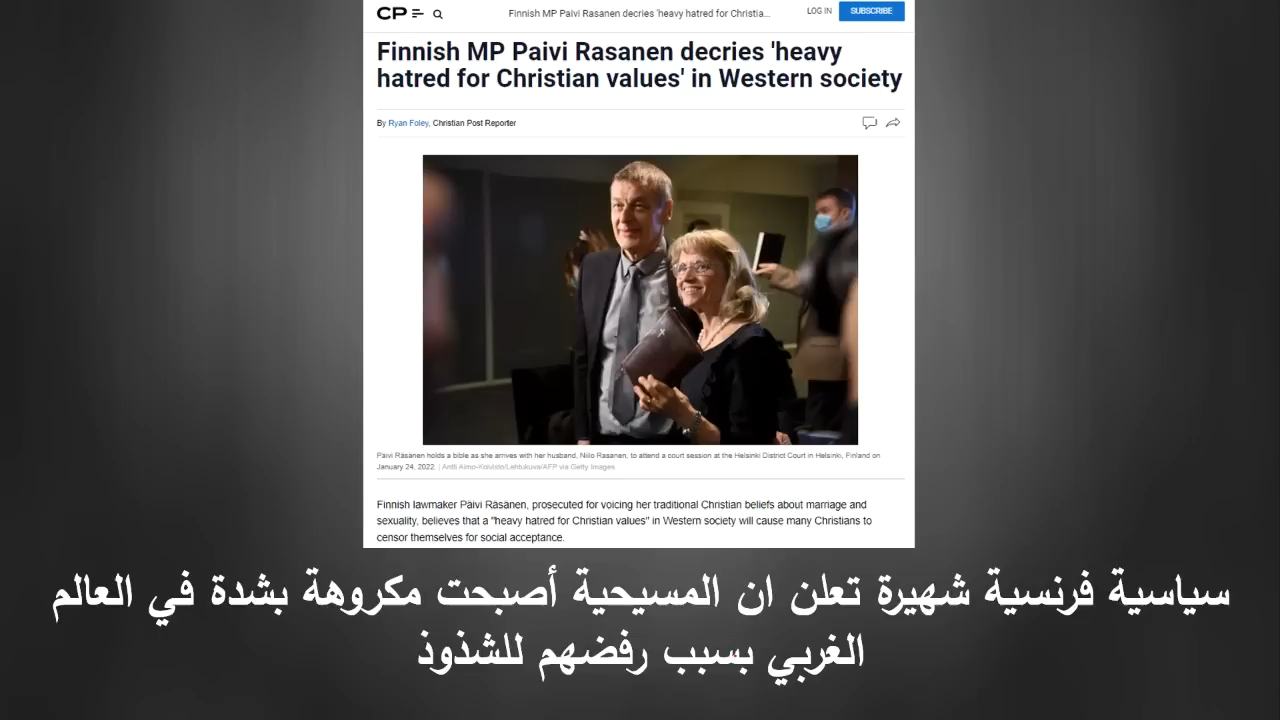 CP
Finnish MP Paivi Rasanen decries 'heavy hatred for Christia...
LOG IN
SUBSCRIBE
Finnish MP Paivi Rasanen decries 'heavy
hatred for Christian values' in Western society
By Ryan Foley, Christian Post Reporter
Päivi Räsänen holds a bible as she arrives with her husband, Niilo Rasanen, to attend a court session at the Helsinki District Court in Helsinki, Finland on
January 24, 2022. | Antti Aimo-Koivisto/Lehtukuva/AFP via Getty Images
Finnish lawmaker Päivi Räsänen, prosecuted for voicing her traditional Christian beliefs about marriage and
sexuality, believes that a "heavy hatred for Christian values" in Western society will cause many Christians to
censor themselves for social acceptance.
سياسية فرنسية شهيرة تعلن ان المسيحية أصبحت مكروهة بشدة في العالم
الغربي بسبب رفضهم للشذوذ